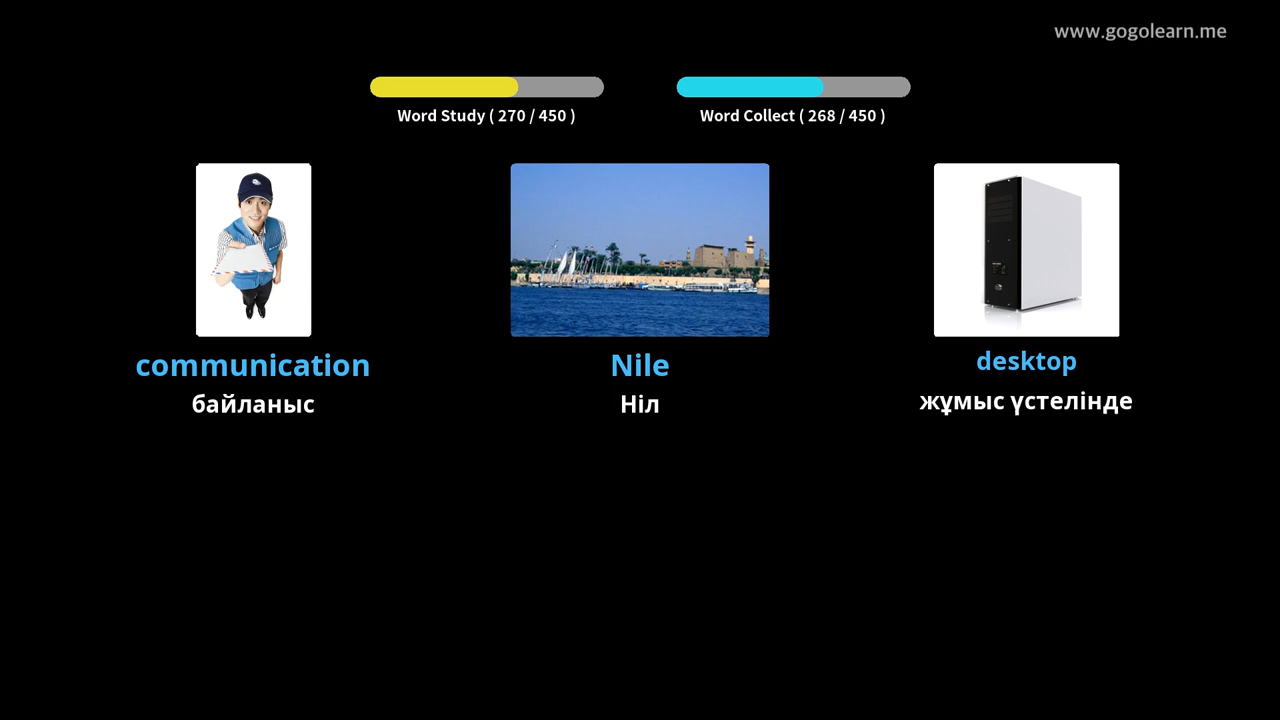 www.gogolearn.me
Word Study ( 270 / 450 )
Word Collect ( 268 / 450 )
communication
Nile
desktop
байланыс
Ніл
жұмыс үстелінде